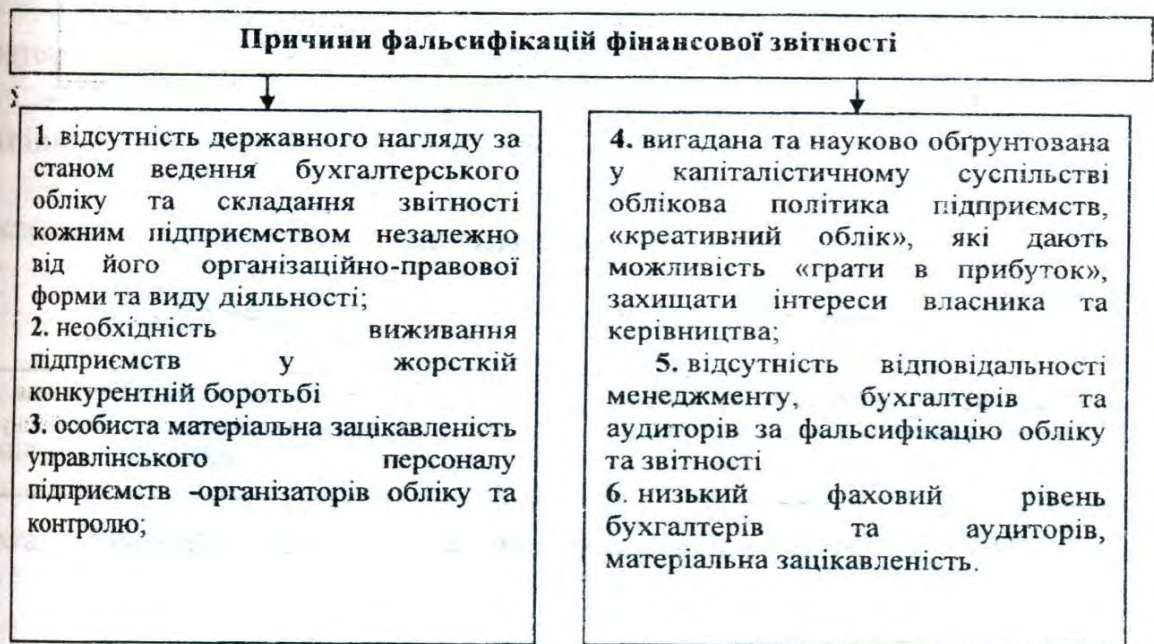 Причини фальсифікацій фінансової звітності
1. відсутність державного нагляду за
станом ведення бухгалтерського
обліку та складання звітності
кожним підприємством незалежно
від його організаційно-правової
форми та виду діяльності;
2. необхідність виживання
підприємств у жорсткій
конкурентній боротьбі
3. особиста матеріальна зацікавленість
управлінського персоналу
підприємств -організаторів обліку та
контролю;
4. вигадана та науково обґрунтована
у капіталістичному суспільстві
облікова політика підприємств,
«креативний облік», які дають
можливість «грати в прибуток»,
захищати інтереси власника та
керівництва;
5. відсутність відповідальності
менеджменту, бухгалтерів та
аудиторів за фальсифікацію обліку
та звітності
6. низький фаховий рівень
бухгалтерів та аудиторів,
матеріальна зацікавленість.